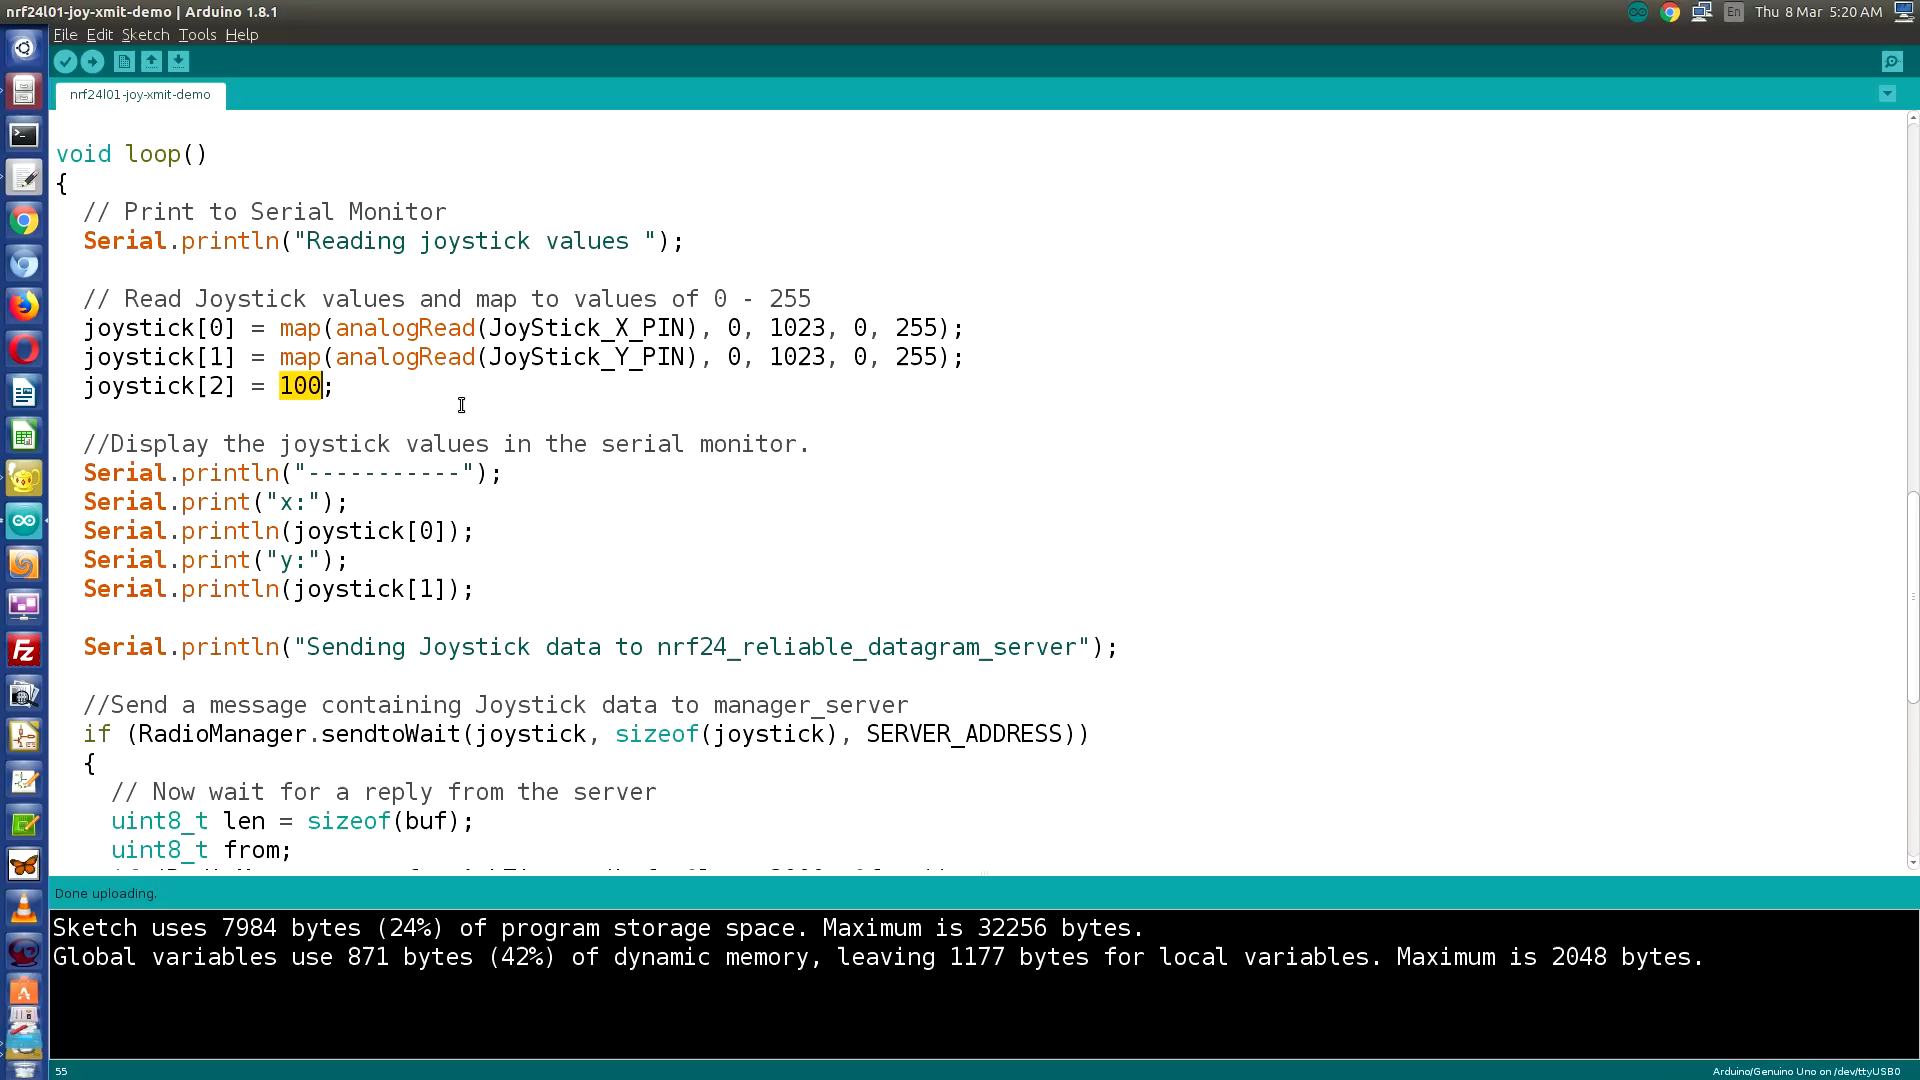 nrf24l01-joy-xmit-demo | Arduino 1.8.1
En
Thu 8 Mar 5:20 AM
File Edit Sketch Tools Help
nrf24l01-joy-xmit-demo
void loop()
{
// Print to Serial Monitor
Serial.println("Reading joystick values ");
// Read Joystick values and map to values of 0 - 255
joystick[0] = map(analogRead(JoyStick_X_PIN), 0, 1023, 0, 255);
joystick[1] = map(analogRead(JoyStick_Y_PIN), 0, 1023, 0, 255);
joystick[2] = 100;
//Display the joystick values in the serial monitor.
Serial.println("-----------");
Serial.print("x:");
Serial.println(joystick[0]);
Serial.print("y:");
Serial.println(joystick[1]);
Serial.println("Sending Joystick data to nrf24_reliable_datagram_server");
//Send a message containing Joystick data to manager_server
if (RadioManager.sendtoWait(joystick, sizeof(joystick), SERVER_ADDRESS))
{
// Now wait for a reply from the server
uint8_t len = sizeof(buf);
uint8_t from;
Done uploading.
Sketch uses 7984 bytes (24%) of program storage space. Maximum is 32256 bytes.
Global variables use 871 bytes (42%) of dynamic memory, leaving 1177 bytes for local variables. Maximum is 2048 bytes.
55
Arduino/Genuino Uno on /dev/ttyUSB0